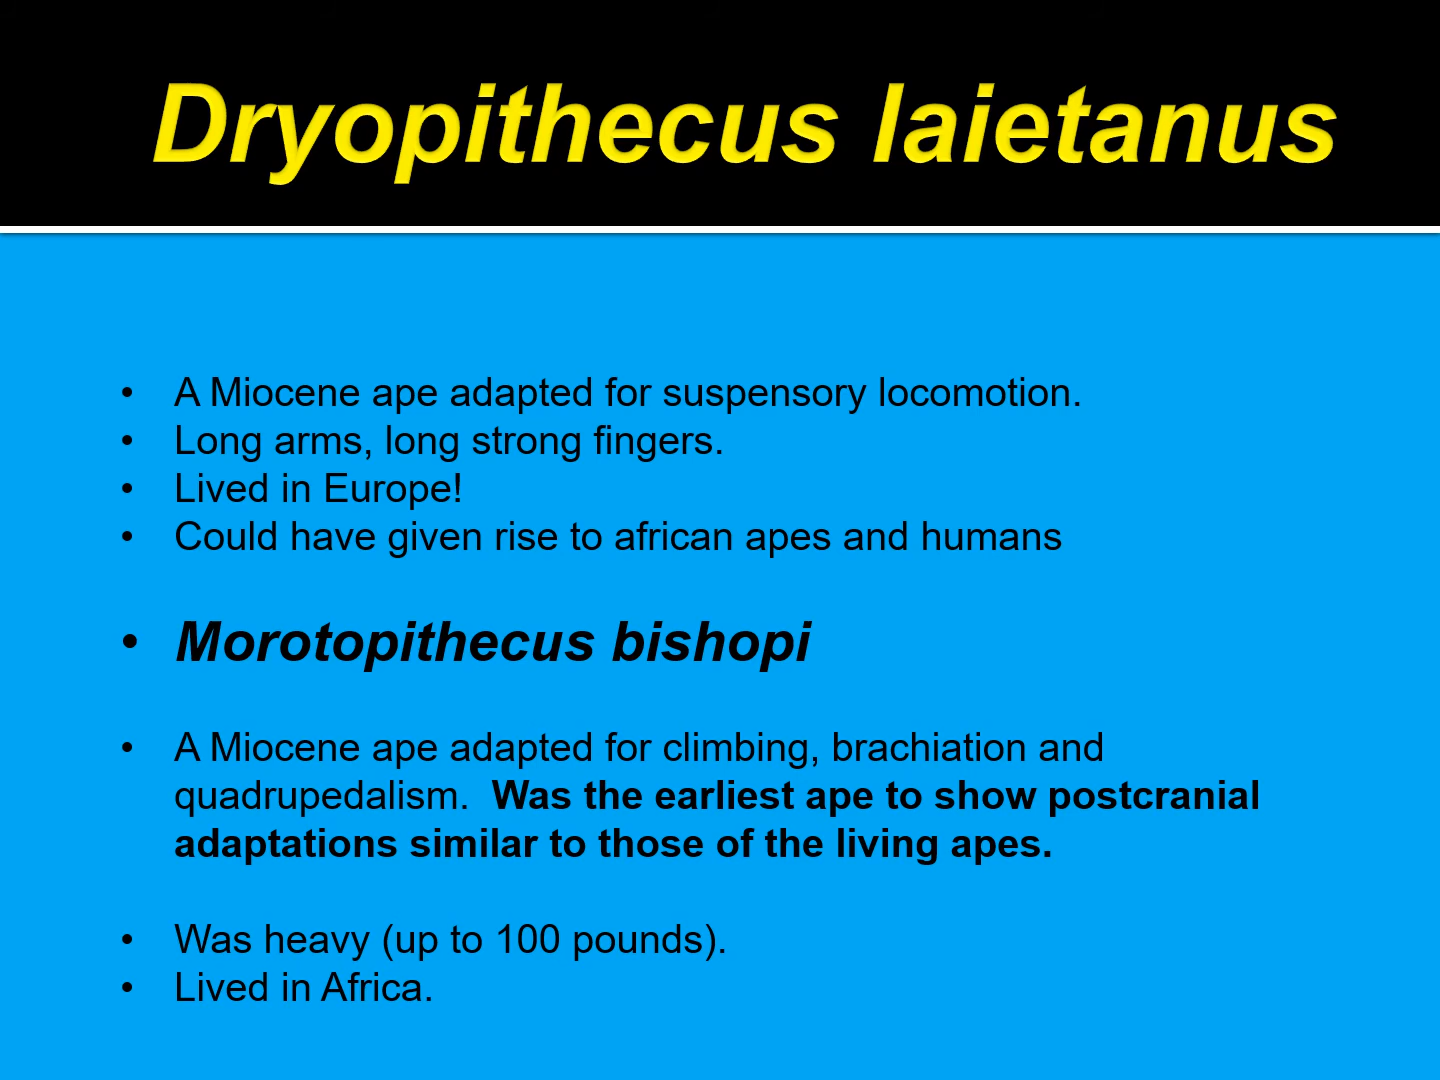 Dryopithecus laietanus
• A Miocene ape adapted for suspensory locomotion.
• Long arms, long strong fingers.
• Lived in Europe!
• Could have given rise to african apes and humans
• Morotopithecus bishopi
• A Miocene ape adapted for climbing, brachiation and
quadrupedalism.  Was the earliest ape to show postcranial
adaptations similar to those of the living apes.
• Was heavy (up to 100 pounds).
• Lived in Africa.